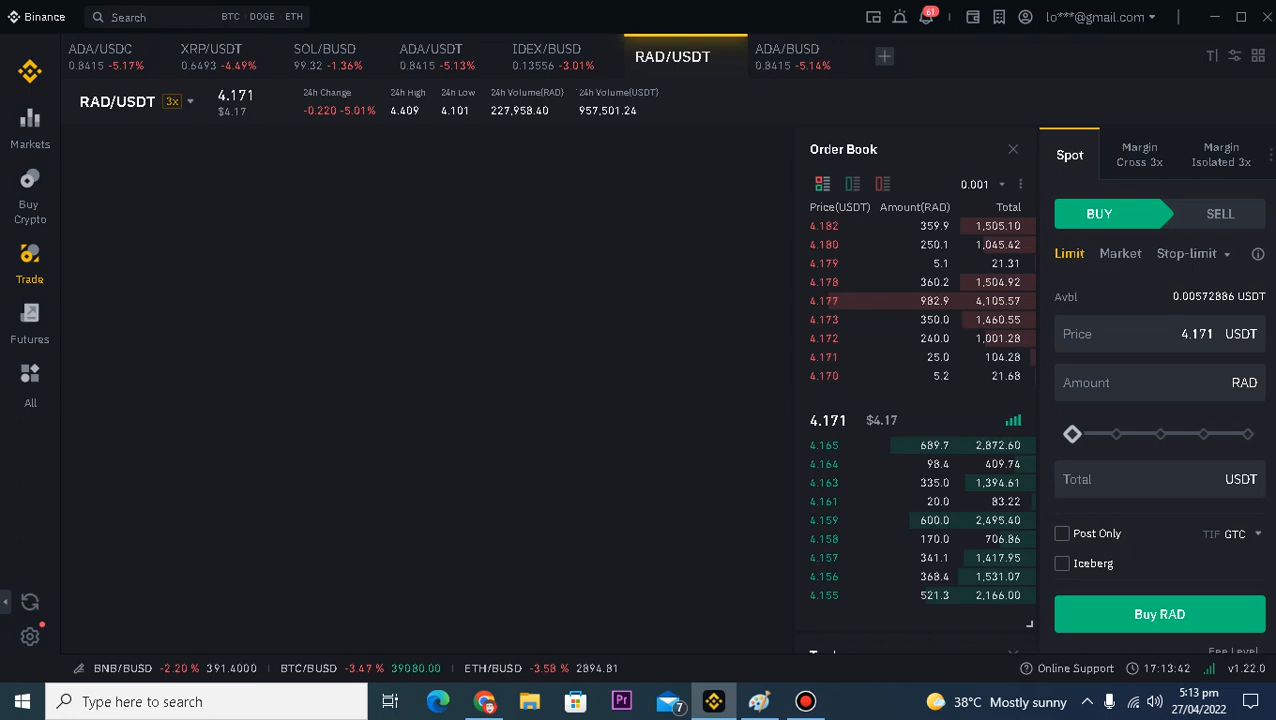 Binance
Search
BTC • DOGE • ETH
61
lo***@gmail.com
ADA/USDC
0.8415 -5.17%
XRP/USDT
0.6493 -4.49%
SOL/BUSD
99.32 -1.36%
ADA/USDT
0.8415 -5.13%
IDEX/BUSD
0.13556 -3.01%
RAD/USDT
ADA/BUSD
0.8415 -5.14%
RAD/USDT 3x
4.171
$4.17
24h Change
-0.220 -5.01%
24h High
4.409
24h Low
4.101
24h Volume(RAD)
227,958.40
24h Volume(USDT)
957,501.24
Markets
Buy
Crypto
Trade
Futures
All
Order Book
0.001
Price(USDT) Amount(RAD) Total
4.182 359.9 1,505.10
4.180 250.1 1,045.42
4.179 5.1 21.31
4.178 360.2 1,504.92
4.177 982.9 4,105.57
4.173 350.0 1,460.55
4.172 240.0 1,001.28
4.171 25.0 104.28
4.170 5.2 21.68
4.171 $4.17
4.165 689.7 2,872.60
4.164 98.4 409.74
4.163 335.0 1,394.61
4.161 20.0 83.22
4.159 600.0 2,495.40
4.158 170.0 706.86
4.157 341.1 1,417.95
4.156 368.4 1,531.07
4.155 521.3 2,166.00
Spot
Margin
Cross 3x
Margin
Isolated 3x
BUY
SELL
Limit
Market
Stop-limit
Avbl 0.00572886 USDT
Price 4.171 USDT
Amount RAD
Total USDT
Post Only
TIF GTC
Iceberg
Buy RAD
BNB/BUSD -2.20 % 391.4000
BTC/BUSD -3.47 % 39080.00
ETH/BUSD -3.58 % 2894.81
Online Support
17:13:42
v1.22.0
Type here to search
Pr
7
38°C Mostly sunny
5:13 pm
27/04/2022